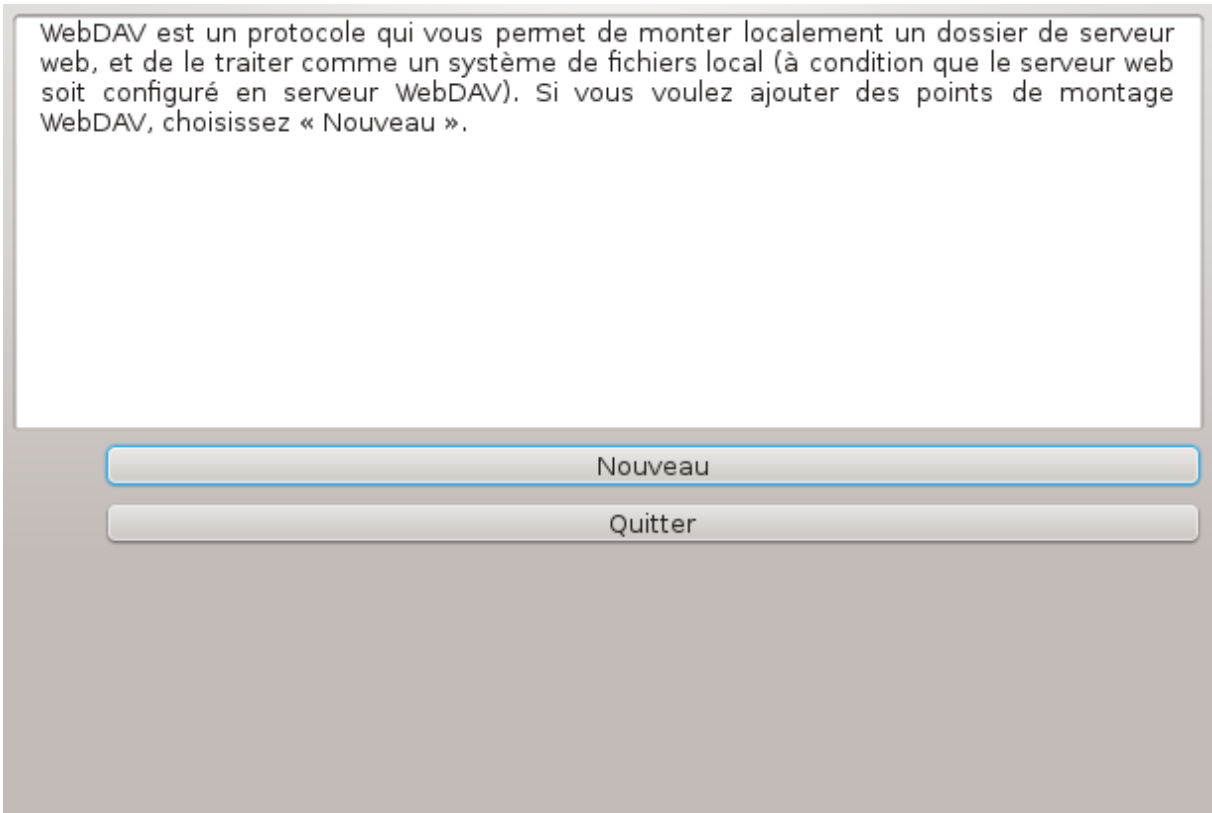 WebDAV est un protocole qui vous permet de monter localement un dossier de serveur
web, et de le traiter comme un système de fichiers local (à condition que le serveur web
soit configuré en serveur WebDAV). Si vous voulez ajouter des points de montage
WebDAV, choisissez « Nouveau ».
Nouveau
Quitter